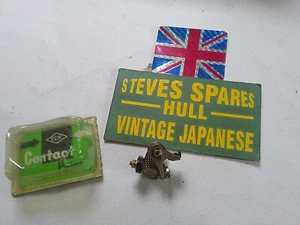 STEVES SPARES
HULL
VINTAGE JAPANESE
Contact